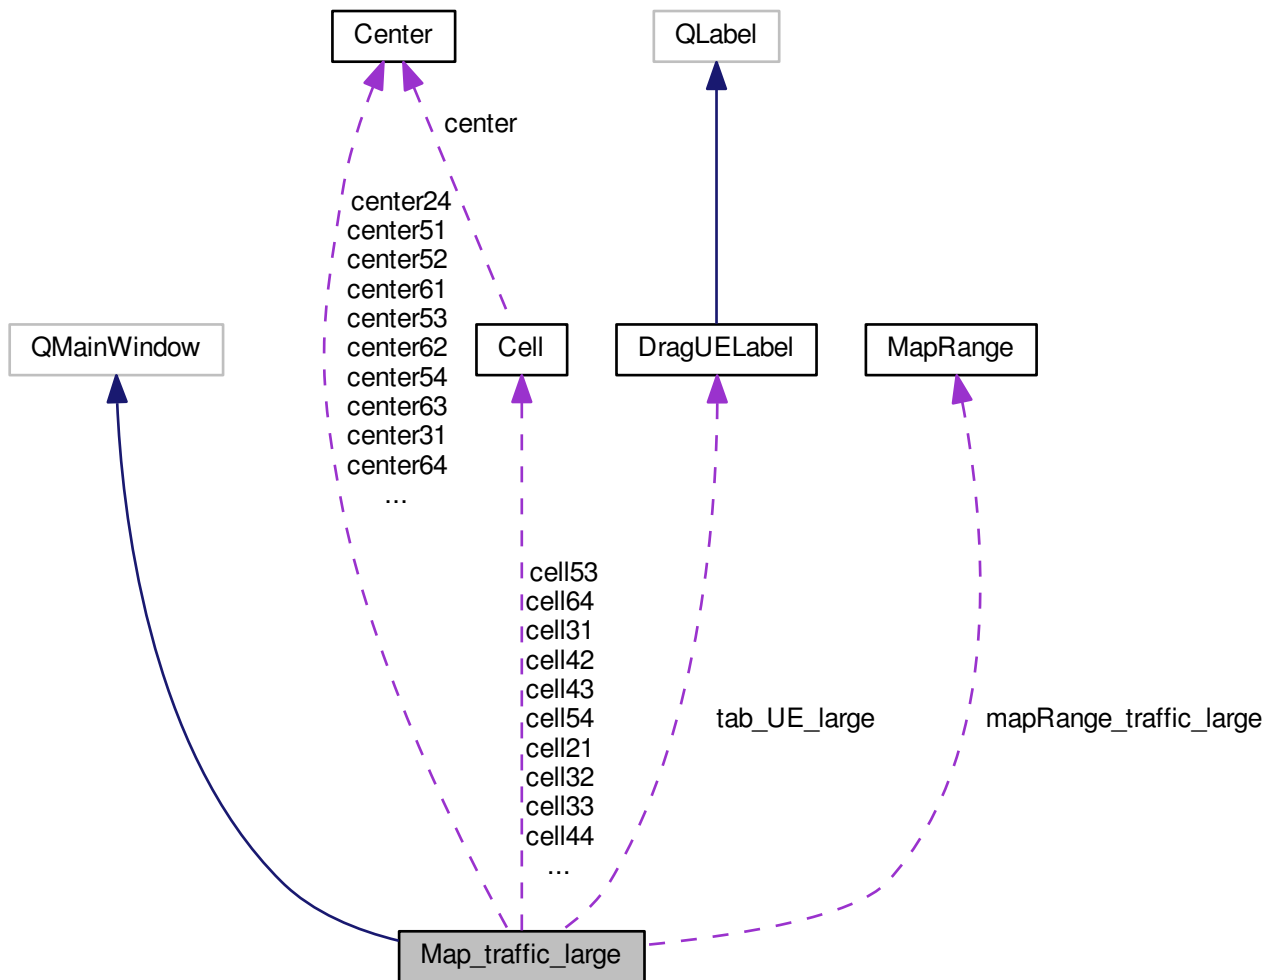 Center
QLabel
center
center24
center51
center52
center61
center53
center62
center54
center63
center31
center64
...
QMainWindow
Cell
DragUELabel
MapRange
cell53
cell64
cell31
cell42
cell43
cell54
cell21
cell32
cell33
cell44
...
tab_UE_large
mapRange_traffic_large
Map_traffic_large